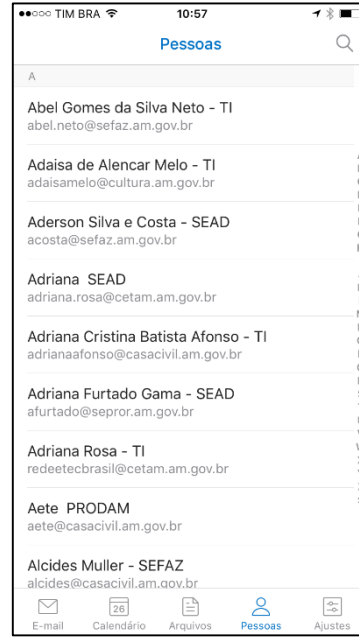 TIM BRA 10:57
Pessoas
A
Abel Gomes da Silva Neto - TI
abel.neto@sefaz.am.gov.br
Adaisa de Alencar Melo - TI
adaisamelo@cultura.am.gov.br
Aderson Silva e Costa - SEAD
acosta@sefaz.am.gov.br
Adriana  SEAD
adriana.rosa@cetam.am.gov.br
Adriana Cristina Batista Afonso - TI
adrianaafonso@casacivil.am.gov.br
Adriana Furtado Gama - SEAD
afurtado@sepror.am.gov.br
Adriana Rosa - TI
redeetecbrasil@cetam.am.gov.br
Aete  PRODAM
aete@casacivil.am.gov.br
Alcides Muller - SEFAZ
alcides@casacivil.am.gov.br
26
E-mail Calendário Arquivos Pessoas Ajustes